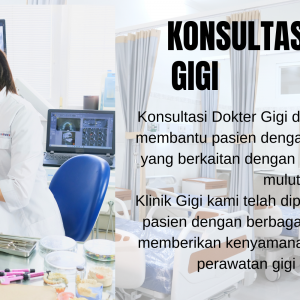 KONSULTAS
GIGI
Konsultasi Dokter Gigi d
membantu pasien denga
yang berkaitan dengan
mulut
Klinik Gigi kami telah dip
pasien dengan berbaga
memberikan kenyamana
perawatan gigi